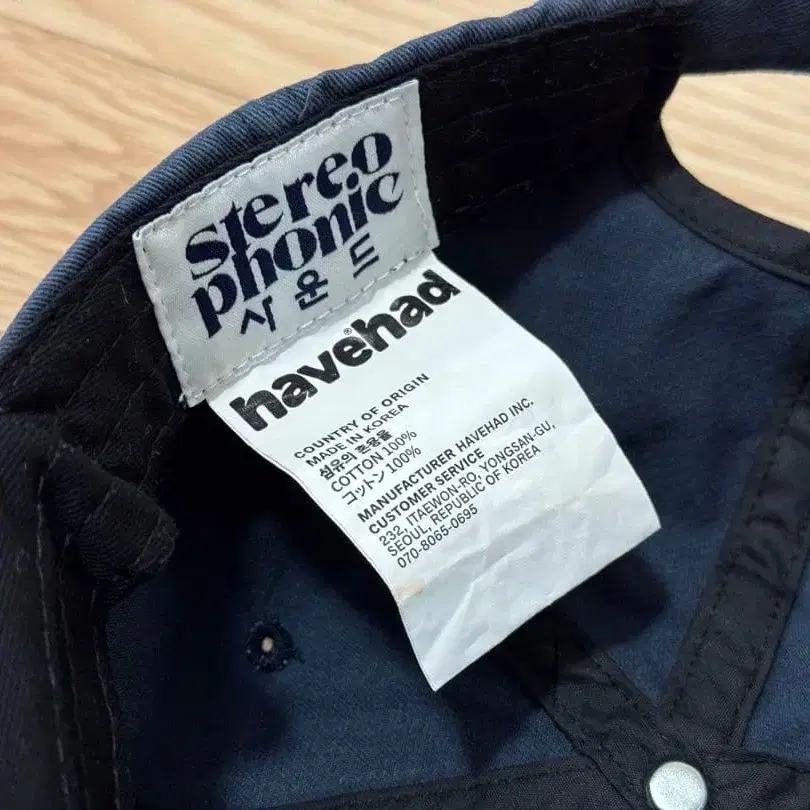 stereo
phonic
사운드
havehad®
COUNTRY OF ORIGIN
MADE IN KOREA
섬유의 혼용율
COTTON 100%
コットン 100%
MANUFACTURER HAVEHAD INC.
CUSTOMER SERVICE
232, ITAEWON-RO, YONGSAN-GU,
SEOUL, REPUBLIC OF KOREA
070-8065-0695